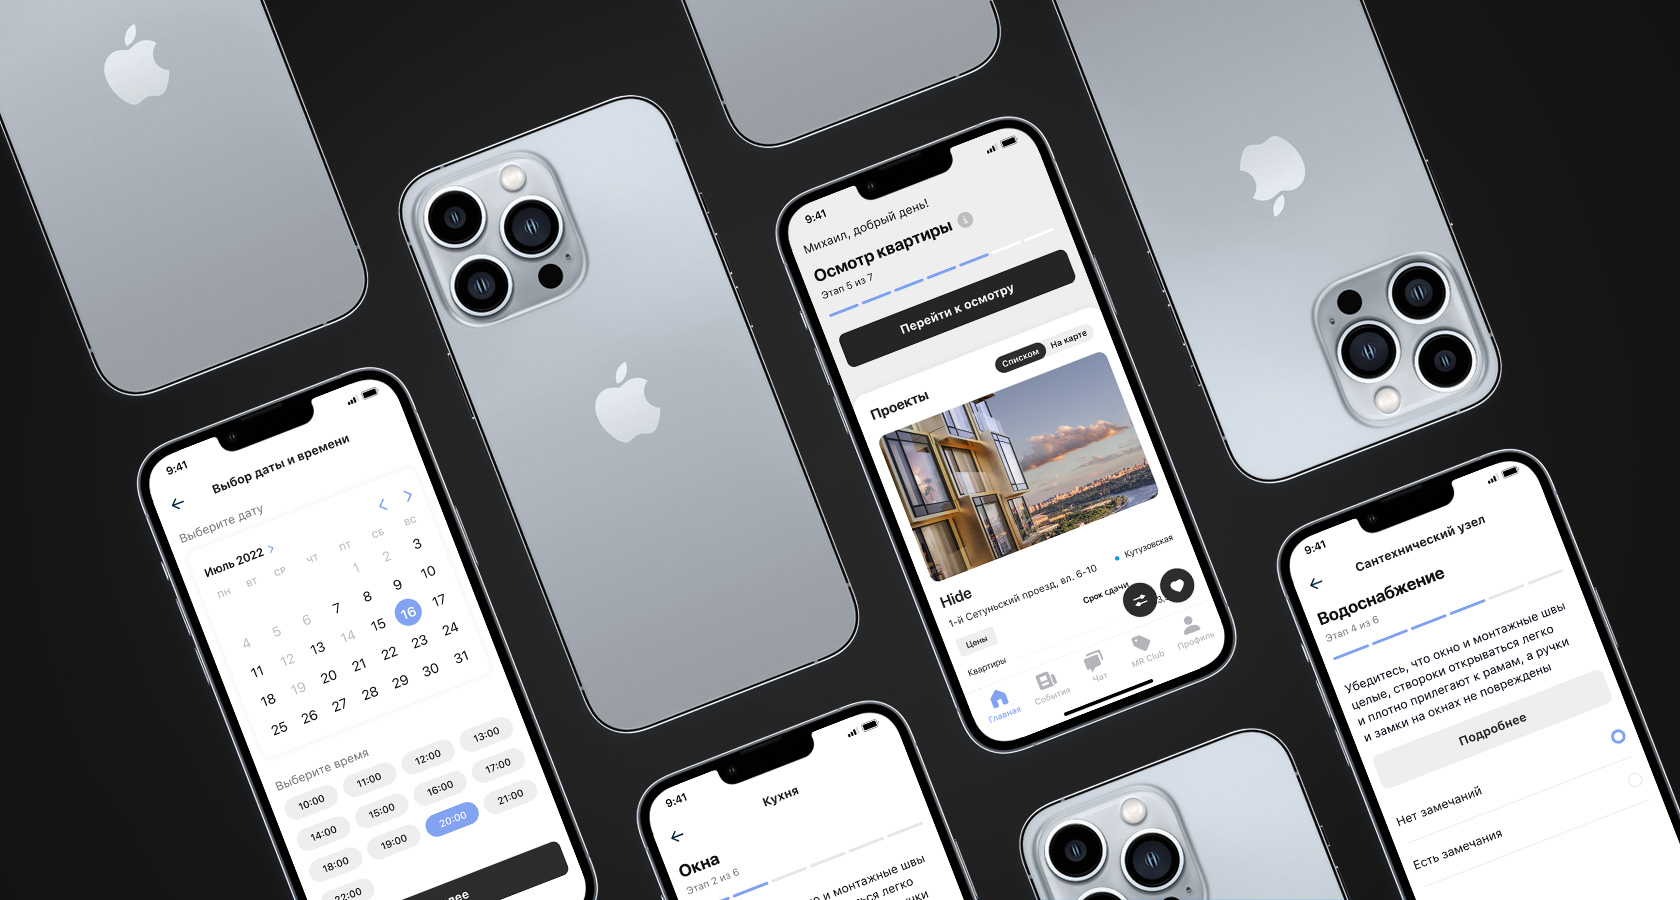 9:41
Выбор даты и времени
Выберите дату
Июль 2022
ПН ВТ СР ЧТ ПТ СБ ВС
1 2 3
4 5 6 7 8 9 10
11 12 13 14 15 16 17
18 19 20 21 22 23 24
25 26 27 28 29 30 31
Выберите время
10:00 11:00 12:00 13:00
14:00 15:00 16:00 17:00
18:00 19:00 20:00 21:00
22:00
9:41
Кухня
Окна
Этап 2 из 6
и монтажные швы
легко
9:41
Михаил, добрый день!
Осмотр квартиры
Этап 5 из 7
Перейти к осмотру
Списком На карте
Проекты
Hide
Кутузовская
1-й Сетуньский проезд, вл. 6-10
Срок сдачи
Цены
Квартиры
Главная События Чат MR Club Профиль
9:41
Сантехнический узел
Водоснабжение
Этап 4 из 6
Убедитесь, что окно и монтажные швы
целые, створоки открываться легко
и плотно прилегают к рамам, а ручки
и замки на окнах не повреждены
Подробнее
Нет замечаний
Есть замечания